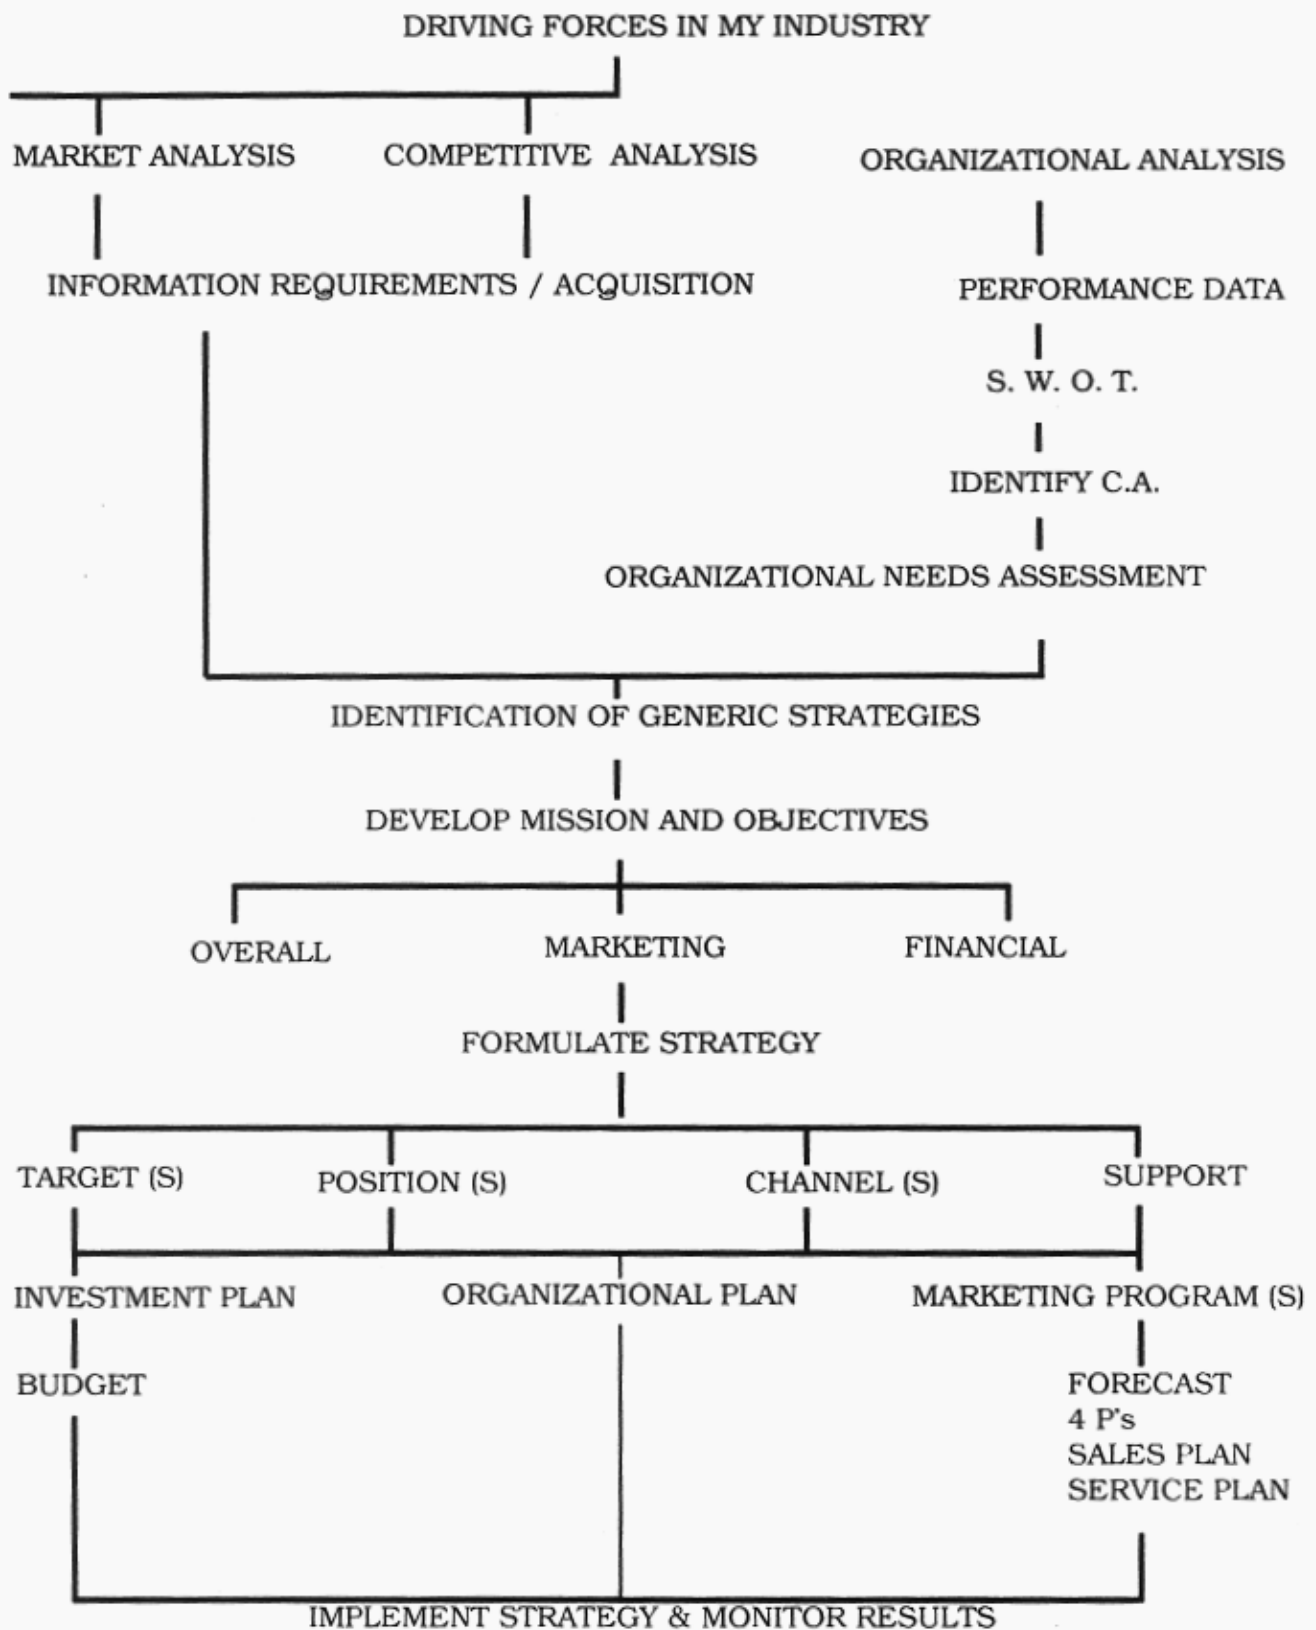 DRIVING FORCES IN MY INDUSTRY
MARKET ANALYSIS
COMPETITIVE ANALYSIS
ORGANIZATIONAL ANALYSIS
INFORMATION REQUIREMENTS / ACQUISITION
PERFORMANCE DATA
S. W. O. T.
IDENTIFY C.A.
ORGANIZATIONAL NEEDS ASSESSMENT
IDENTIFICATION OF GENERIC STRATEGIES
DEVELOP MISSION AND OBJECTIVES
OVERALL
MARKETING
FINANCIAL
FORMULATE STRATEGY
TARGET (S)
POSITION (S)
CHANNEL (S)
SUPPORT
INVESTMENT PLAN
ORGANIZATIONAL PLAN
MARKETING PROGRAM (S)
BUDGET
FORECAST
4 P's
SALES PLAN
SERVICE PLAN
IMPLEMENT STRATEGY & MONITOR RESULTS